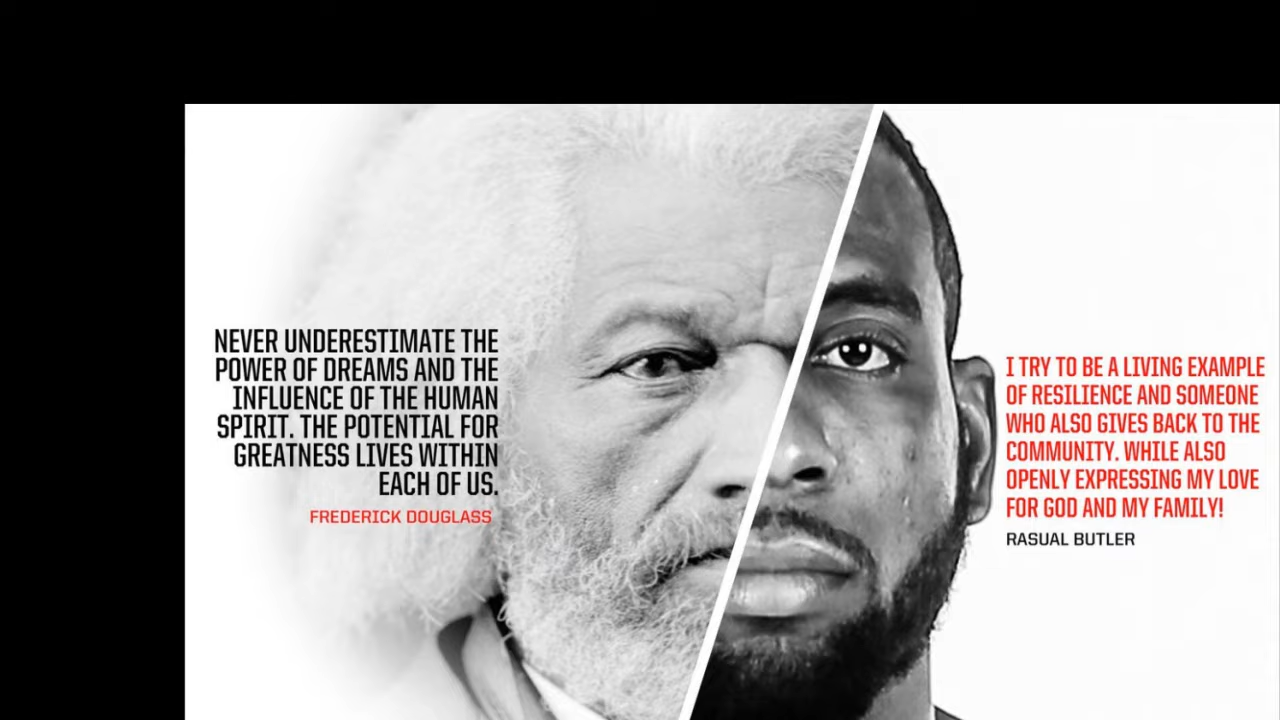 NEVER UNDERESTIMATE THE
POWER OF DREAMS AND THE
INFLUENCE OF THE HUMAN
SPIRIT. THE POTENTIAL FOR
GREATNESS LIVES WITHIN
EACH OF US.
FREDERICK DOUGLASS
I TRY TO BE A LIVING EXAMPLE
OF RESILIENCE AND SOMEONE
WHO ALSO GIVES BACK TO THE
COMMUNITY. WHILE ALSO
OPENLY EXPRESSING MY LOVE
FOR GOD AND MY FAMILY!
RASUAL BUTLER